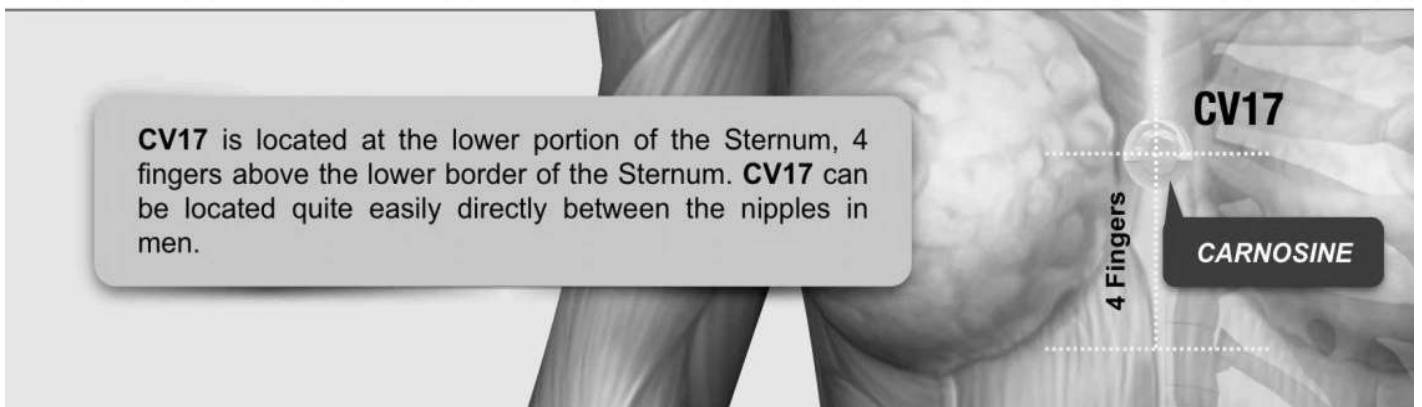 CV17 is located at the lower portion of the Sternum, 4
fingers above the lower border of the Sternum. CV17 can
be located quite easily directly between the nipples in
men.
CV17
4 Fingers
CARNOSINE